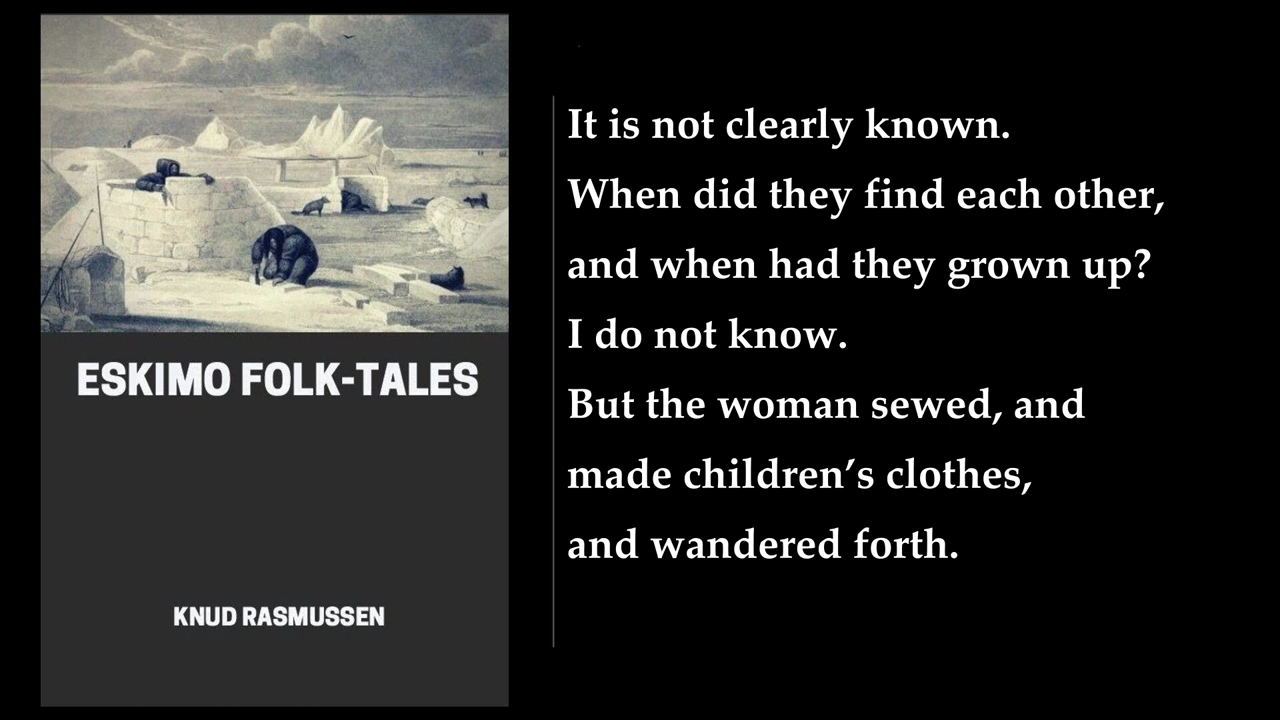 ESKIMO FOLK-TALES
KNUD RASMUSSEN
It is not clearly known.
When did they find each other,
and when had they grown up?
I do not know.
But the woman sewed, and
made children’s clothes,
and wandered forth.